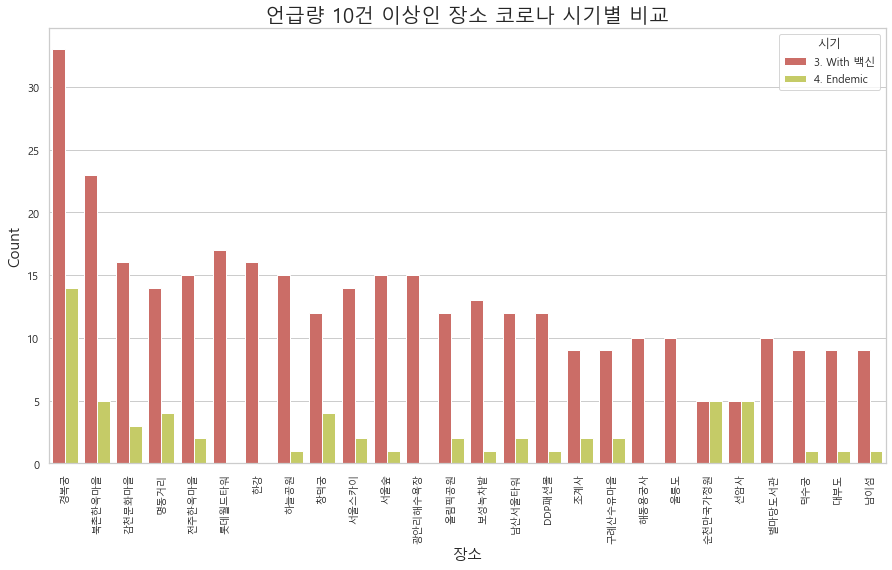 언급량 10건 이상인 장소 코로나 시기별 비교
시기
3. With 백신
4. Endemic
Count
30
25
20
15
10
5
0
경복궁
북촌한옥마을
감천문화마을
명동거리
전주한옥마을
롯데월드타워
한강
하늘공원
창덕궁
서울스카이
서울숲
광안리해수욕장
올림픽공원
보성녹차밭
남산서울타워
DDP패션몰
조계사
구례산수유마을
해동용궁사
울릉도
순천만국가정원
선암사
별마당도서관
덕수궁
대부도
남이섬
장소